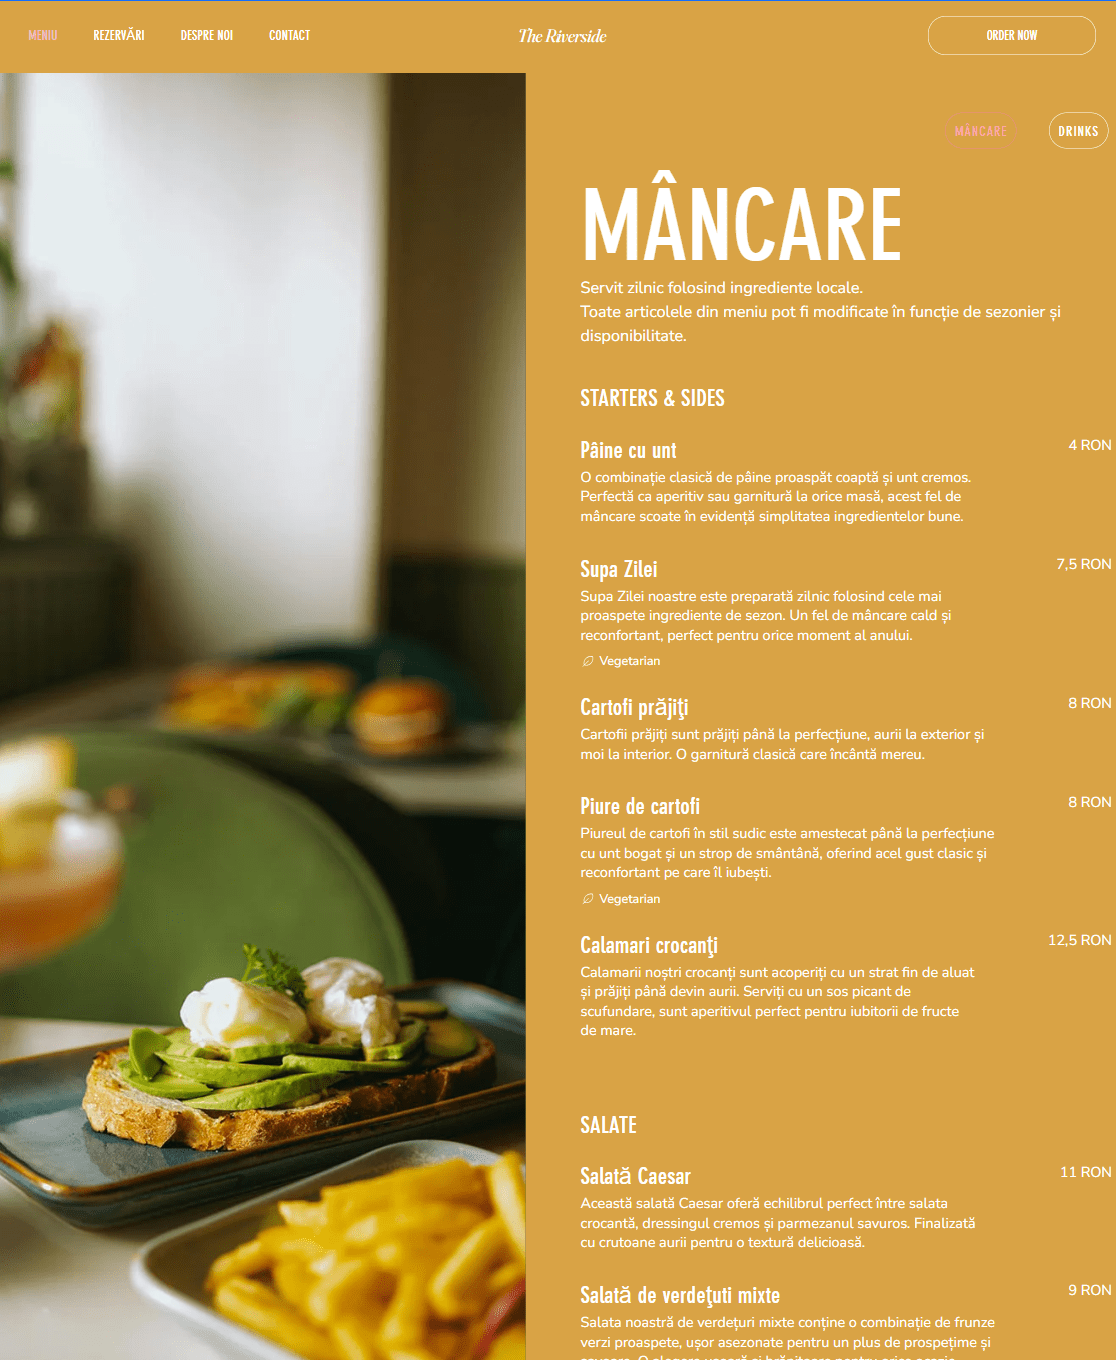 MENIU
REZERVĂRI
DESPRE NOI
CONTACT
The Riverside
ORDER NOW
MÂNCARE
DRINKS
MÂNCARE
Servit zilnic folosind ingrediente locale.
Toate articolele din meniu pot fi modificate în funcție de sezonier și
disponibilitate.
STARTERS & SIDES
Pâine cu unt
4 RON
O combinație clasică de pâine proaspăt coaptă și unt cremos.
Perfectă ca aperitiv sau garnitură la orice masă, acest fel de
mâncare scoate în evidență simplitatea ingredientelor bune.
Supa Zilei
7,5 RON
Supa Zilei noastre este preparată zilnic folosind cele mai
proaspete ingrediente de sezon. Un fel de mâncare cald și
reconfortant, perfect pentru orice moment al anului.
Vegetarian
Cartofi prăjiți
8 RON
Cartofii prăjiți sunt prăjiți până la perfecțiune, aurii la exterior și
moi la interior. O garnitură clasică care încântă mereu.
Piure de cartofi
8 RON
Piureul de cartofi în stil sudic este amestecat până la perfecțiune
cu unt bogat și un strop de smântână, oferind acel gust clasic și
reconfortant pe care îl iubești.
Vegetarian
Calamari crocanți
12,5 RON
Calamarii noștri crocanți sunt acoperiți cu un strat fin de aluat
și prăjiți până devin aurii. Serviți cu un sos picant de
scufundare, sunt aperitivul perfect pentru iubitorii de fructe
de mare.
SALATE
Salată Caesar
11 RON
Această salată Caesar oferă echilibrul perfect între salata
crocantă, dressingul cremos și parmezanul savuros. Finalizată
cu crutoane aurii pentru o textură delicioasă.
Salată de verdețuri mixte
9 RON
Salata noastră de verdețuri mixte conține o combinație de frunze
verzi proaspete, ușor asezonate pentru un plus de prospețime și